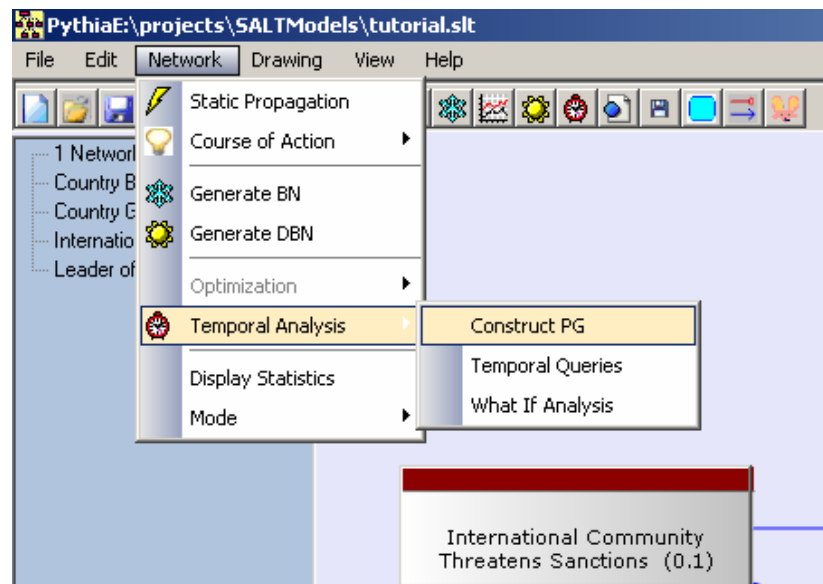 PythiaE:\projects\SALTModels\tutorial.slt
File Edit Network Drawing View Help
1 Networ
Country B
Country G
Internatio
Leader of
Static Propagation
Course of Action
Generate BN
Generate DBN
Optimization
Temporal Analysis
Display Statistics
Mode
Construct PG
Temporal Queries
What If Analysis
International Community
Threatens Sanctions (0.1)